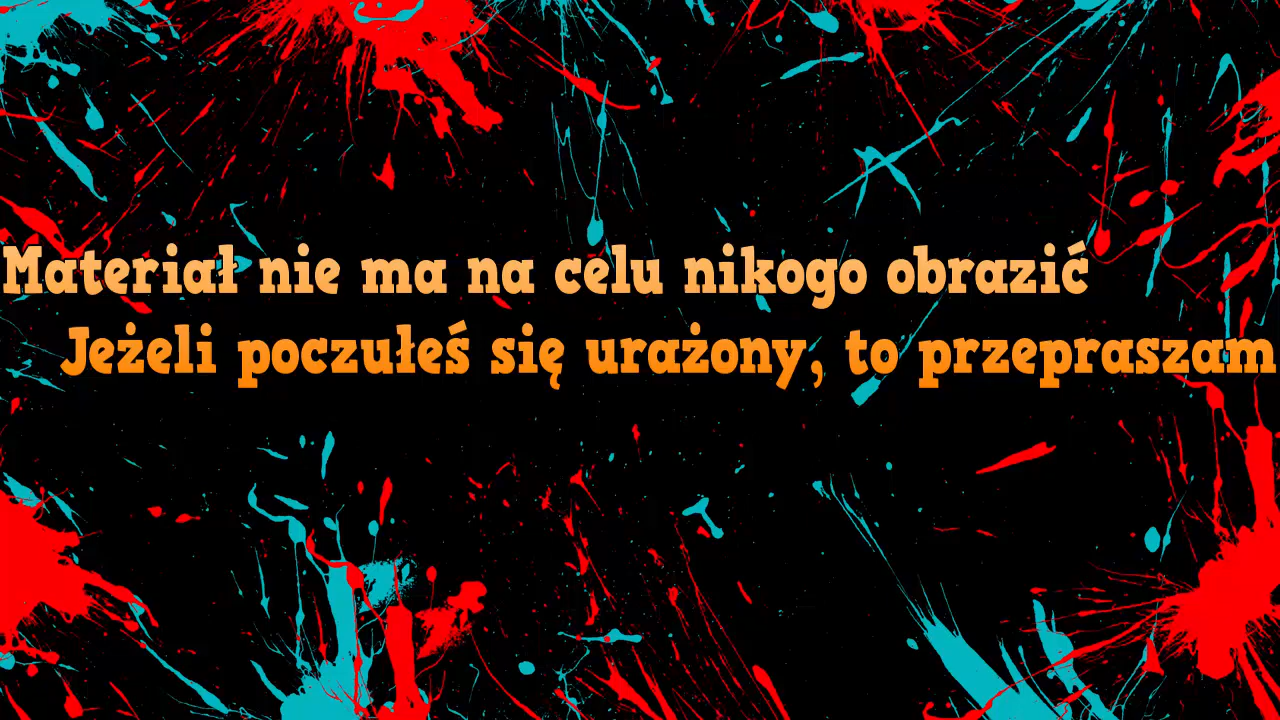 Materiał nie ma na celu nikogo obrazić
Jeżeli poczułeś się urażony, to przepraszam